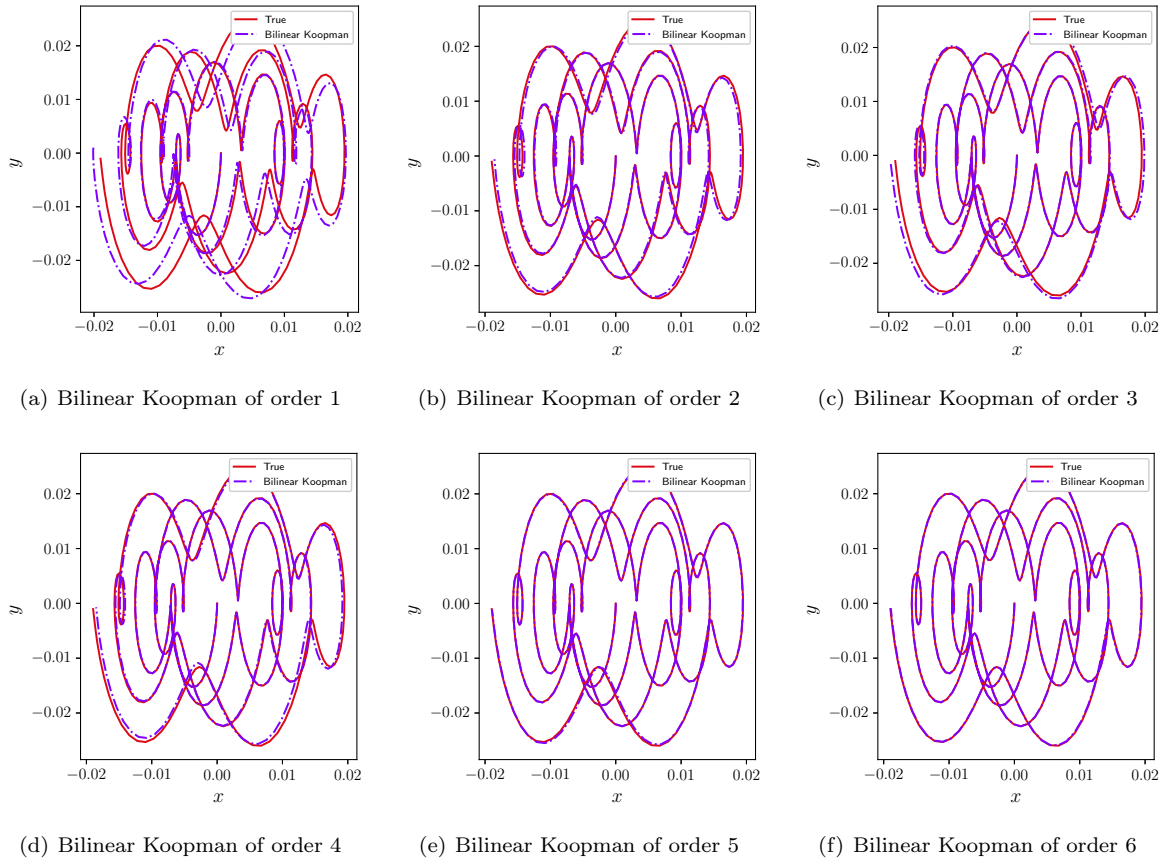 True
Bilinear Koopman
0.02
0.01
0.00
−0.01
−0.02
y
−0.02
−0.01
0.00
0.01
0.02
x
(a) Bilinear Koopman of order 1
True
Bilinear Koopman
0.02
0.01
0.00
−0.01
−0.02
y
−0.02
−0.01
0.00
0.01
0.02
x
(b) Bilinear Koopman of order 2
True
Bilinear Koopman
0.02
0.01
0.00
−0.01
−0.02
y
−0.02
−0.01
0.00
0.01
0.02
x
(c) Bilinear Koopman of order 3
True
Bilinear Koopman
0.02
0.01
0.00
−0.01
−0.02
y
−0.02
−0.01
0.00
0.01
0.02
x
(d) Bilinear Koopman of order 4
True
Bilinear Koopman
0.02
0.01
0.00
−0.01
−0.02
y
−0.02
−0.01
0.00
0.01
0.02
x
(e) Bilinear Koopman of order 5
True
Bilinear Koopman
0.02
0.01
0.00
−0.01
−0.02
y
−0.02
−0.01
0.00
0.01
0.02
x
(f) Bilinear Koopman of order 6